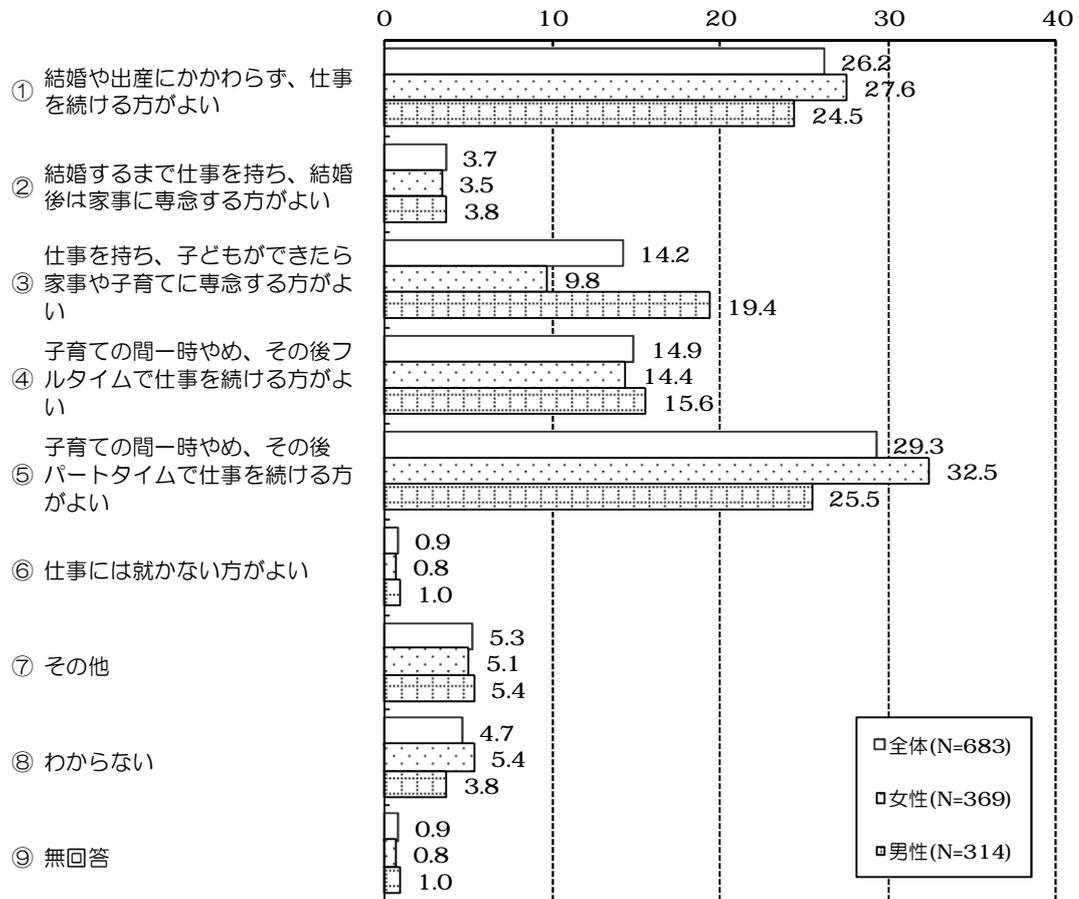 0 10 20 30 40
① 結婚や出産にかかわらず、仕事
を続ける方がよい
26.2
27.6
24.5
② 結婚するまで仕事を持ち、結婚
後は家事に専念する方がよい
3.7
3.5
3.8
仕事を持ち、子どもができたら
③ 家事や子育てに専念する方がよ
い
14.2
9.8
19.4
子育ての間一時やめ、その後フ
④ ルタイムで仕事を続ける方がよ
い
14.9
14.4
15.6
子育ての間一時やめ、その後
⑤ パートタイムで仕事を続ける方
がよい
29.3
32.5
25.5
⑥ 仕事には就かない方がよい
0.9
0.8
1.0
⑦ その他
5.3
5.1
5.4
⑧ わからない
4.7
5.4
3.8
⑨ 無回答
0.9
0.8
1.0
全体(N=683)
女性(N=369)
男性(N=314)